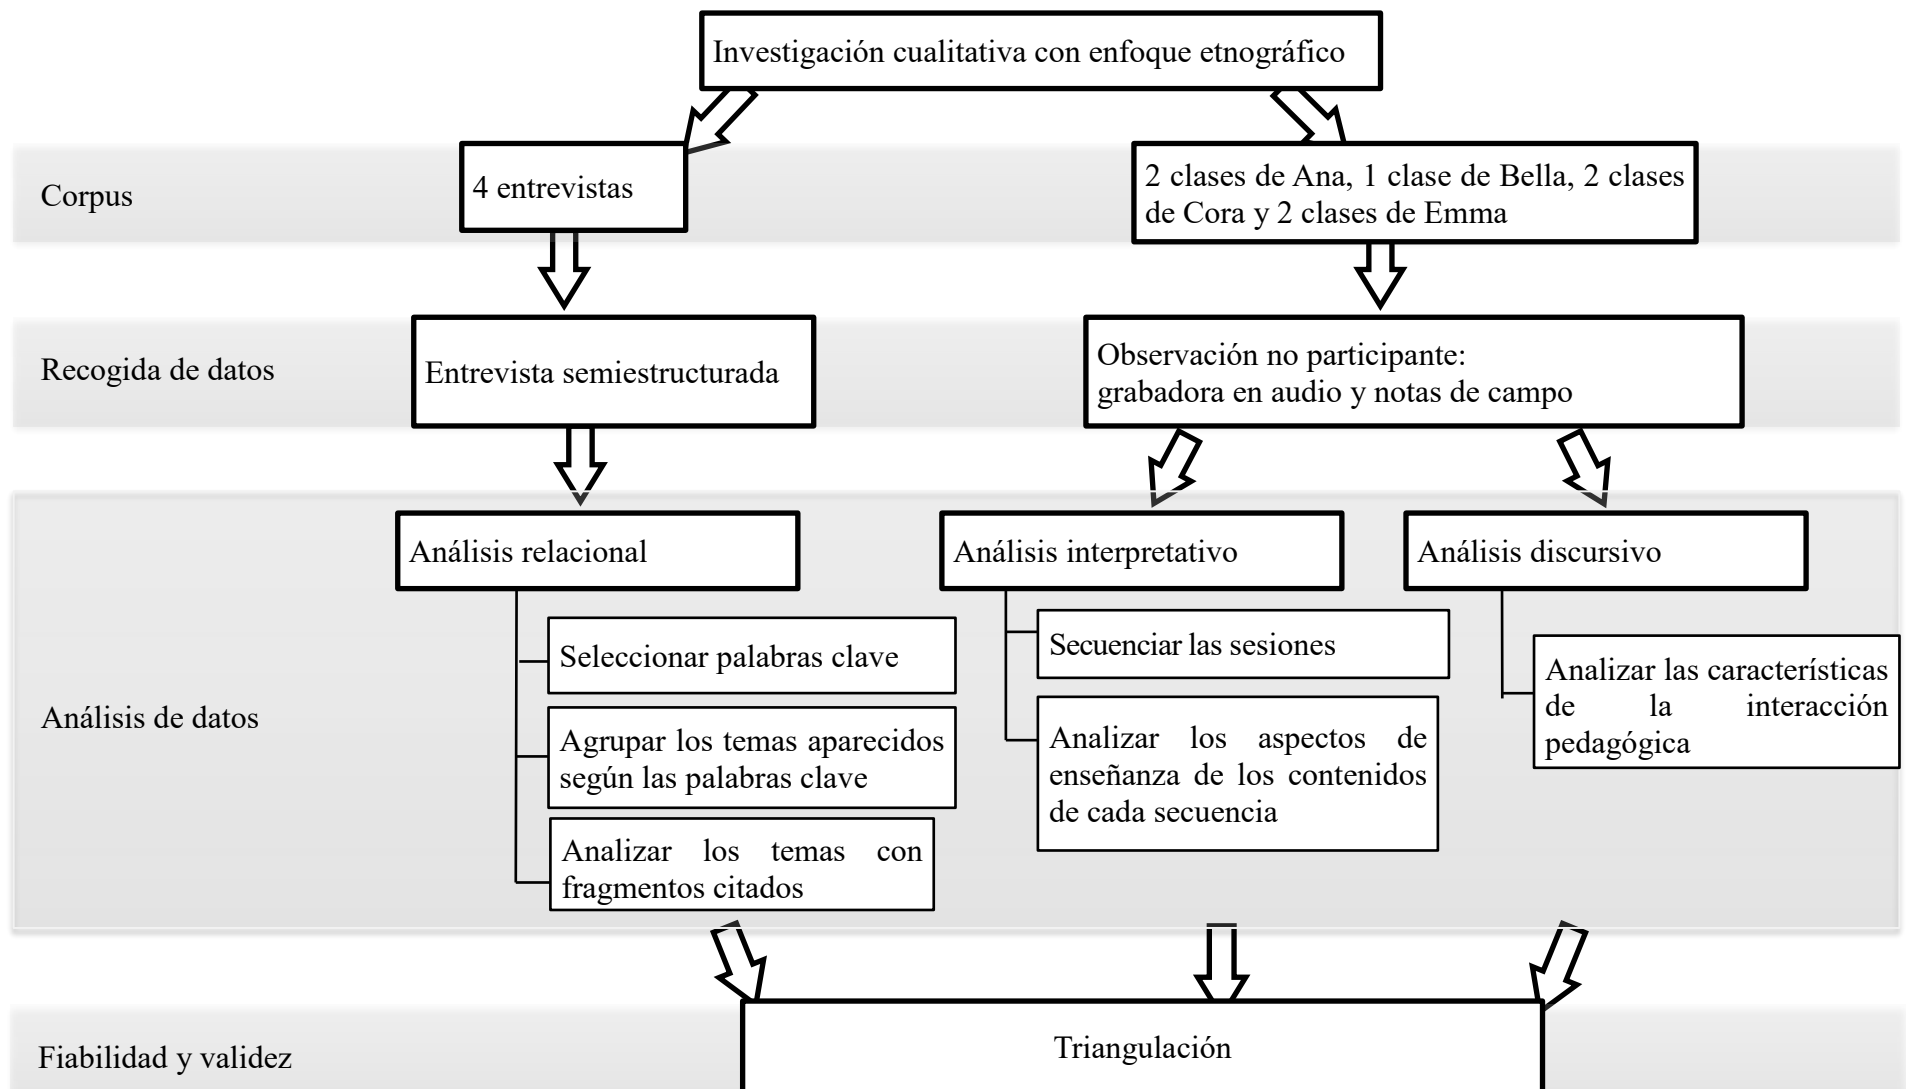 Investigación cualitativa con enfoque etnográfico
Corpus
4 entrevistas
2 clases de Ana, 1 clase de Bella, 2 clases
de Cora y 2 clases de Emma
Recogida de datos
Entrevista semiestructurada
Observación no participante:
grabadora en audio y notas de campo
Análisis de datos
Análisis relacional
Seleccionar palabras clave
Agrupar los temas aparecidos
según las palabras clave
Analizar los temas con
fragmentos citados
Análisis interpretativo
Secuenciar las sesiones
Analizar los aspectos de
enseñanza de los contenidos
de cada secuencia
Análisis discursivo
Analizar las características
de la interacción
pedagógica
Fiabilidad y validez
Triangulación